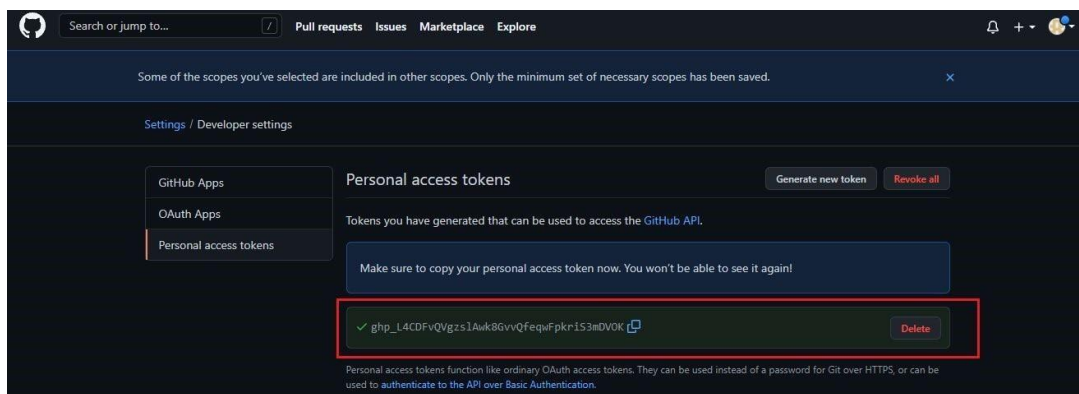 Search or jump to... /
Pull requests Issues Marketplace Explore
Some of the scopes you've selected are included in other scopes. Only the minimum set of necessary scopes has been saved.
Settings / Developer settings
GitHub Apps
OAuth Apps
Personal access tokens
Personal access tokens
Generate new token
Revoke all
Tokens you have generated that can be used to access the GitHub API.
Make sure to copy your personal access token now. You won't be able to see it again!
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
Delete
Personal access tokens function like ordinary OAuth access tokens. They can be used instead of a password for Git over HTTPS, or can be
used to authenticate to the API over Basic Authentication.